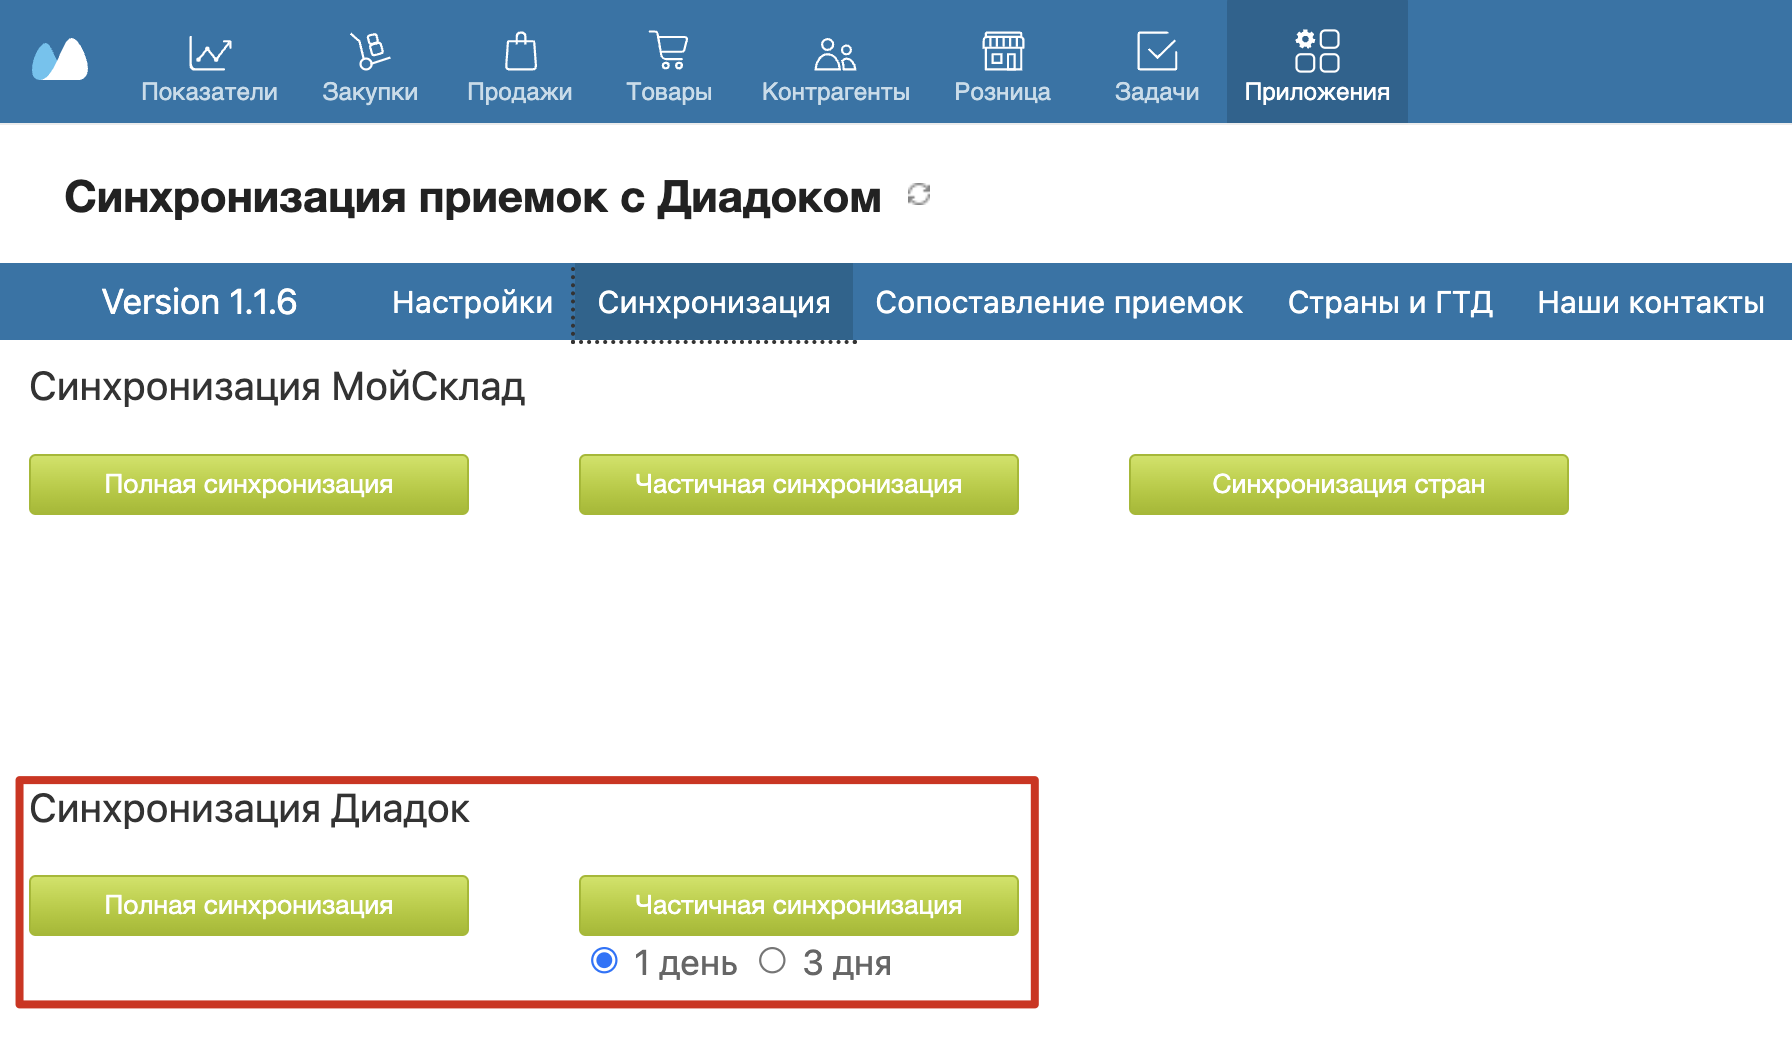 Показатели Закупки Продажи Товары Контрагенты Розница Задачи Приложения
Синхронизация приемок с Диадоком
Version 1.1.6 Настройки Синхронизация Сопоставление приемок Страны и ГТД Наши контакты
Синхронизация МойСклад
Полная синхронизация Частичная синхронизация Синхронизация стран
Синхронизация Диадок
Полная синхронизация Частичная синхронизация
1 день 3 дня